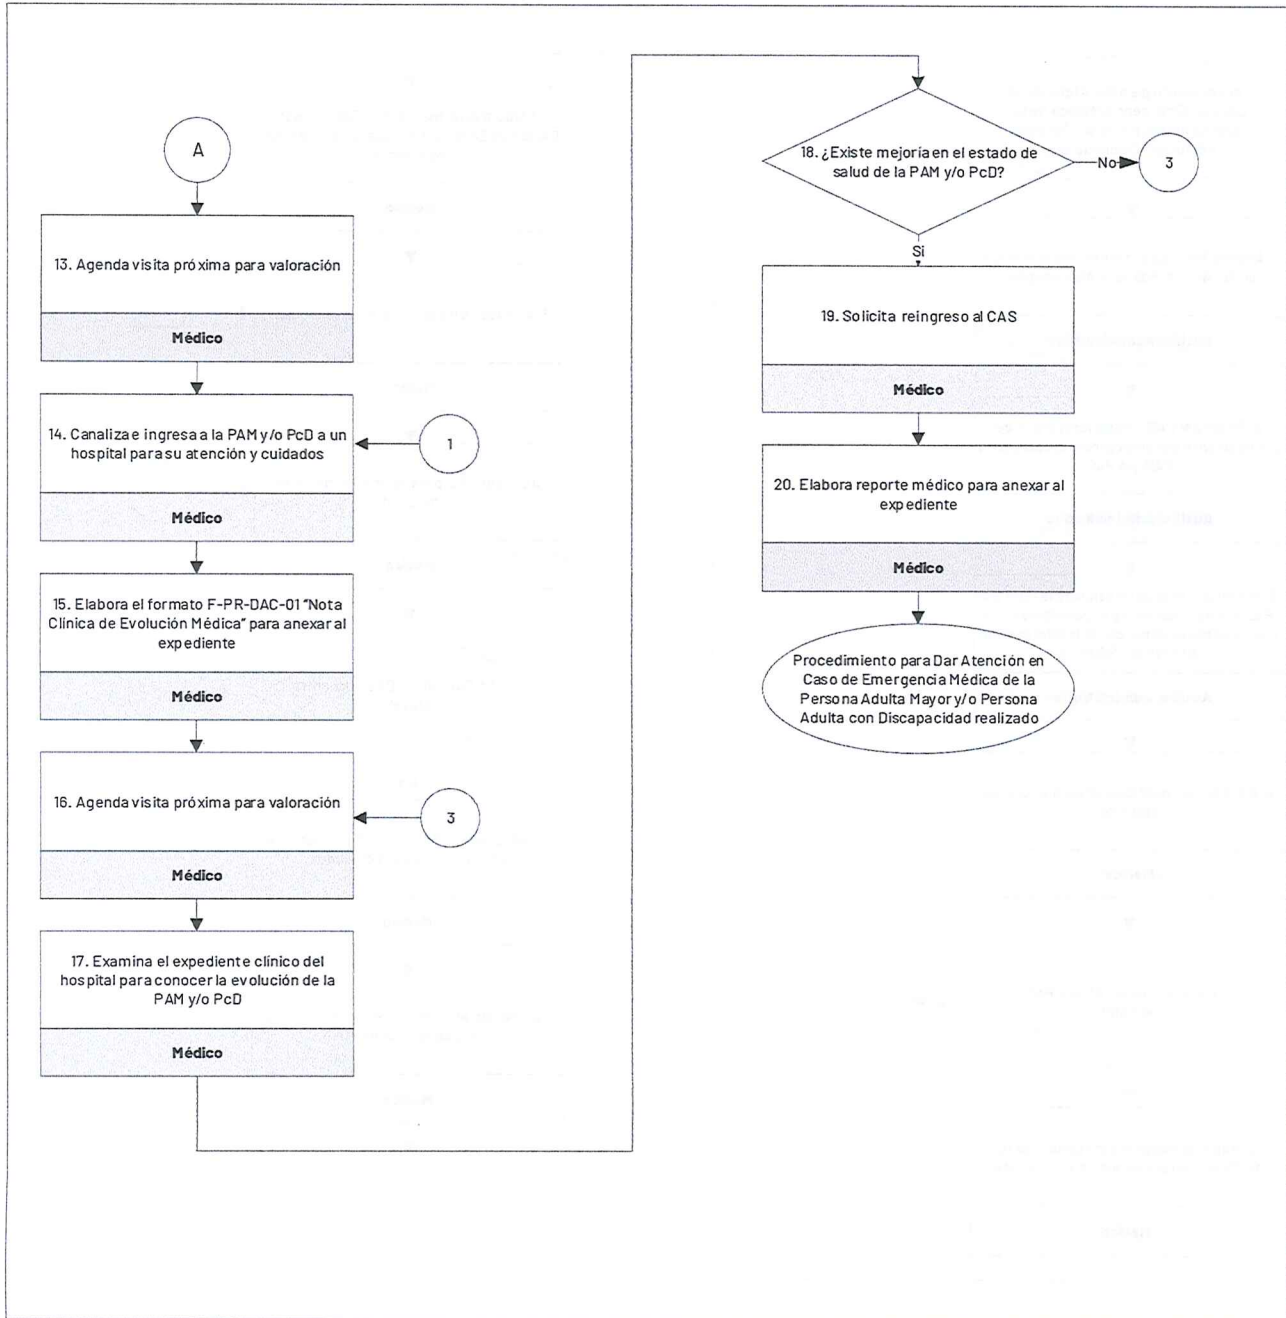 A
13. Agenda visita próxima para valoración
Médico
14. Canaliza e ingresa a la PAM y/o PcD a un
hospital para su atención y cuidados
1
Médico
15. Elabora el formato F-PR-DAC-01 “Nota
Clínica de Evolución Médica” para anexar al
expediente
Médico
16. Agenda visita próxima para valoración
3
Médico
17. Examina el expediente clínico del
hospital para conocer la evolución de la
PAM y/o PcD
Médico
18. ¿Existe mejoría en el estado de
salud de la PAM y/o PcD?
No
3
Si
19. Solicita reingreso al CAS
Médico
20. Elabora reporte médico para anexar al
expediente
Médico
Procedimiento para Dar Atención en
Caso de Emergencia Médica de la
Persona Adulta Mayor y/o Persona
Adulta con Discapacidad realizado